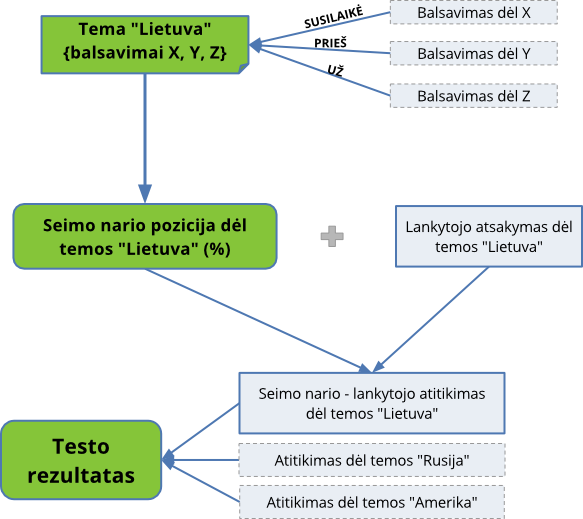 Tema "Lietuva"
{balsavimai X, Y, Z}
SUSILAIKĖ
PRIEŠ
UŽ
Balsavimas dėl X
Balsavimas dėl Y
Balsavimas dėl Z
Seimo nario pozicija dėl
temos "Lietuva" (%)
Lankytojo atsakymas dėl
temos "Lietuva"
Seimo nario - lankytojo atitikimas
dėl temos "Lietuva"
Testo
rezultatas
Atitikimas dėl temos "Rusija"
Atitikimas dėl temos "Amerika"